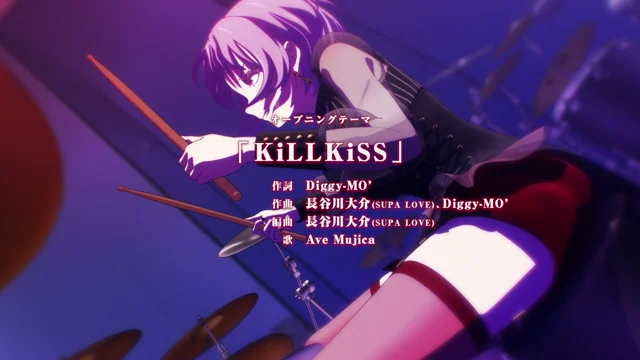 オープニングテーマ
「KiLLKiSS」
作詞 Diggy-MO'
作曲 長谷川大介(SUPA LOVE)、Diggy-MO'
編曲 長谷川大介(SUPA LOVE)
歌 Ave Mujica